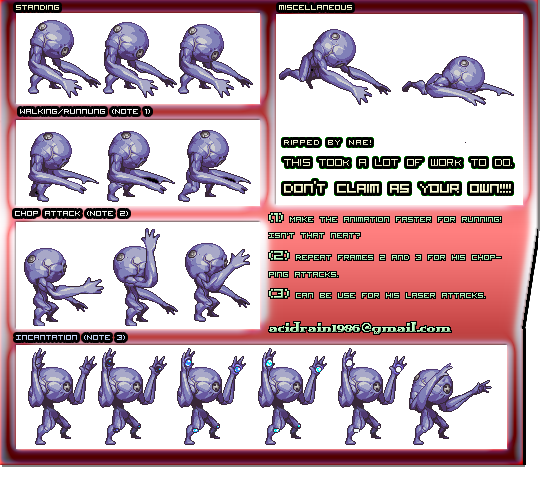 STANDING
MISCELLANEOUS
WALKING/RUNNUNG (NOTE 1)
RIPPED BY NAE!
THIS TOOK A LOT OF WORK TO DO.
DON'T CLAIM AS YOUR OWN!!!!
CHOP ATTACK (NOTE 2)
(1) MAKE THE ANIMATION FASTER FOR RUNNING!
ISN'T THAT NEAT?
(2) REPEAT FRAMES 2 AND 3 FOR HIS CHOP-
PING ATTACKS.
(3) CAN BE USE FOR HIS LASER ATTACKS.
acidrain1986@gmail.com
INCANTATION (NOTE 3)